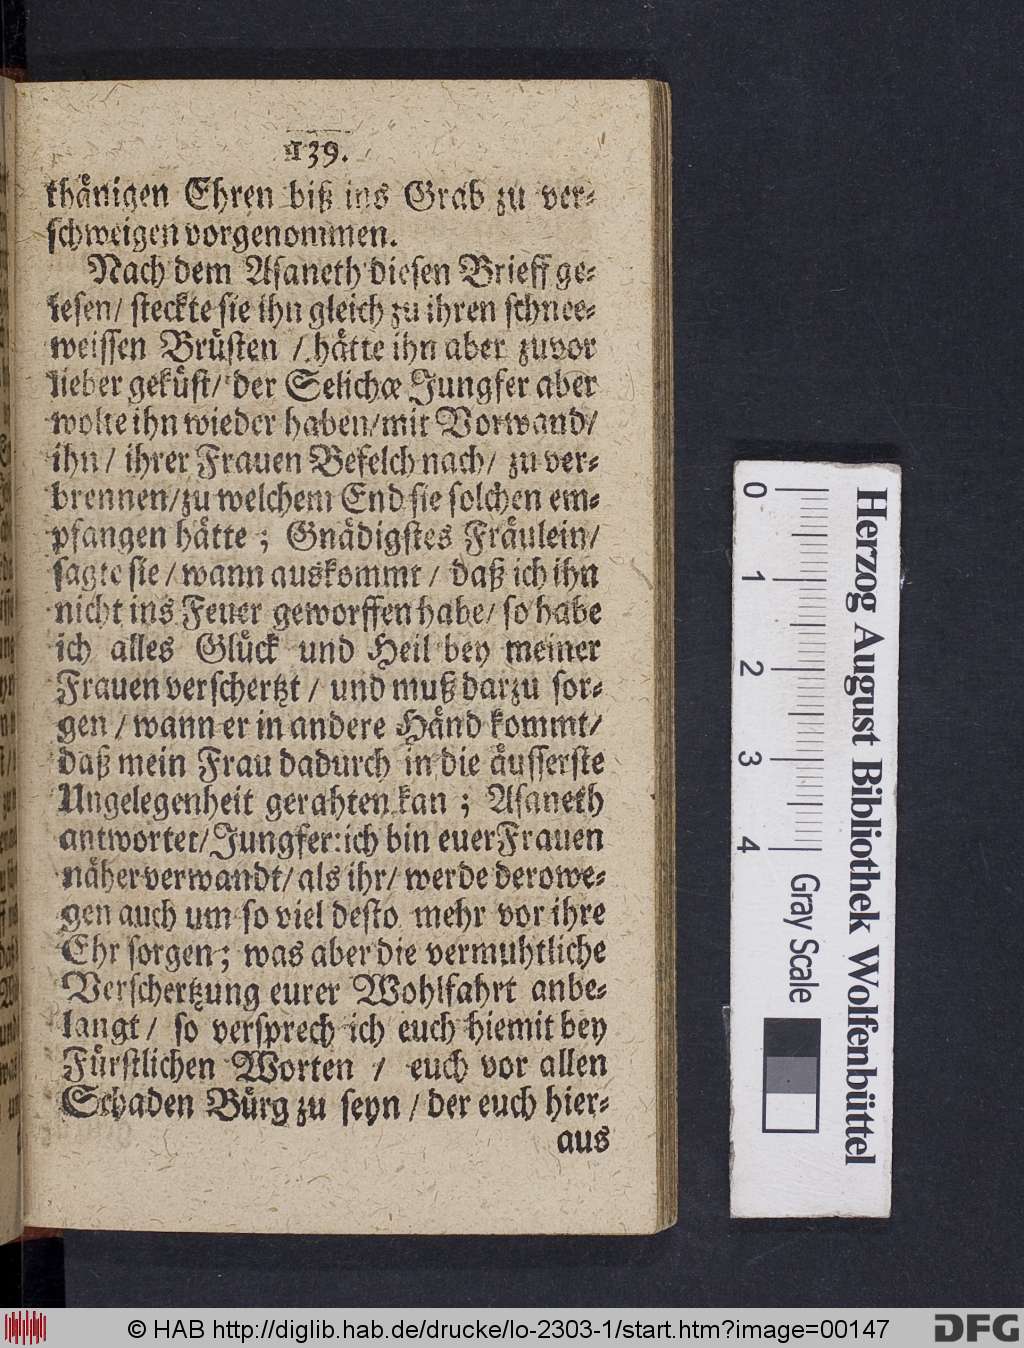 139.
thänigen Ehren biß ins Grab zu ver-
schweigen vorgenommen.
Nach dem Asaneth diesen Brieff ge-
lesen/ steckte sie ihn gleich zu ihren schnee-
weissen Brüsten / hätte ihn aber zuvor
lieber geküst/ der Selichæ Jungfer aber
wolte ihn wieder haben/mit Vorwand/
ihn/ ihrer Frauen Befelch nach/ zu ver-
brennen/zu welchem End sie solchen em-
pfangen hätte ; Gnädigstes Fräulein/
sagte sie / wann auskommt / daß ich ihn
nicht ins Feuer geworffen habe/ so habe
ich alles Glück und Heil bey meiner
Frauen verschertzt / und muß darzu sor-
gen / wann er in andere Händ kommt/
daß mein Frau dadurch in die äusserste
Ungelegenheit gerahten kan ; Asaneth
antwortet/Jungfer: ich bin euer Frauen
näher verwandt/ als ihr/ werde derowe-
gen auch um so viel desto mehr vor ihre
Ehr sorgen ; was aber die vermuhtliche
Verschertzung eurer Wohlfahrt anbe-
langt / so versprech ich euch hiemit bey
Fürstlichen Worten / euch vor allen
Schaden Bürg zu seyn / der euch hier-
aus
0 1 2 3 4 Gray Scale
Herzog August Bibliothek Wolfenbüttel
© HAB http://diglib.hab.de/drucke/lo-2303-1/start.htm?image=00147
DFG